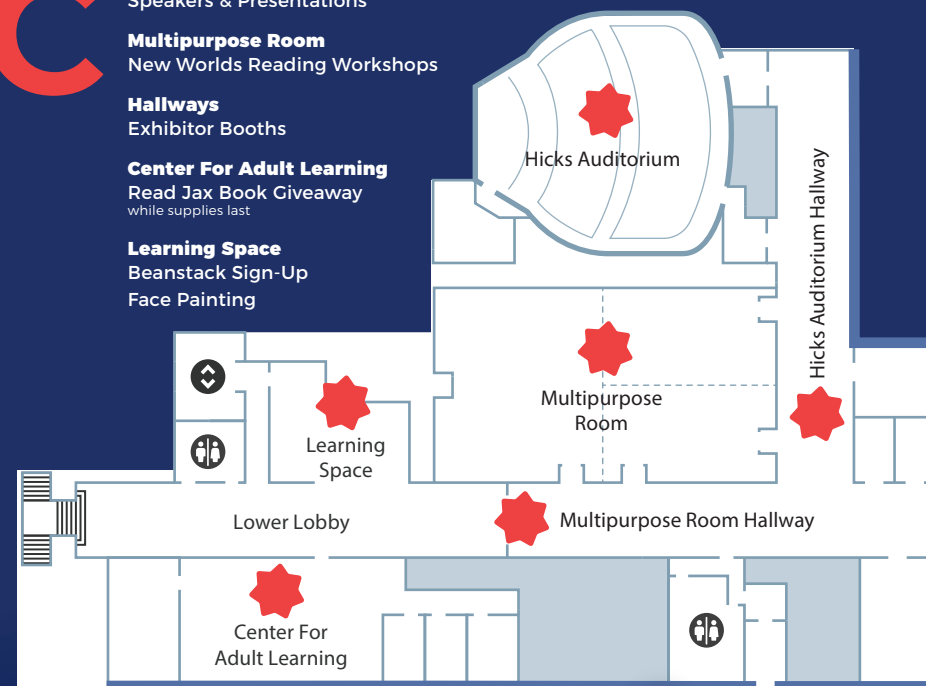 C
Speakers & Presentations
Multipurpose Room
New Worlds Reading Workshops
Hallways
Exhibitor Booths
Center For Adult Learning
Read Jax Book Giveaway
while supplies last
Learning Space
Beanstack Sign-Up
Face Painting
Hicks Auditorium
Hicks Auditorium Hallway
Multipurpose
Room
Learning
Space
Lower Lobby
Multipurpose Room Hallway
Center For
Adult Learning